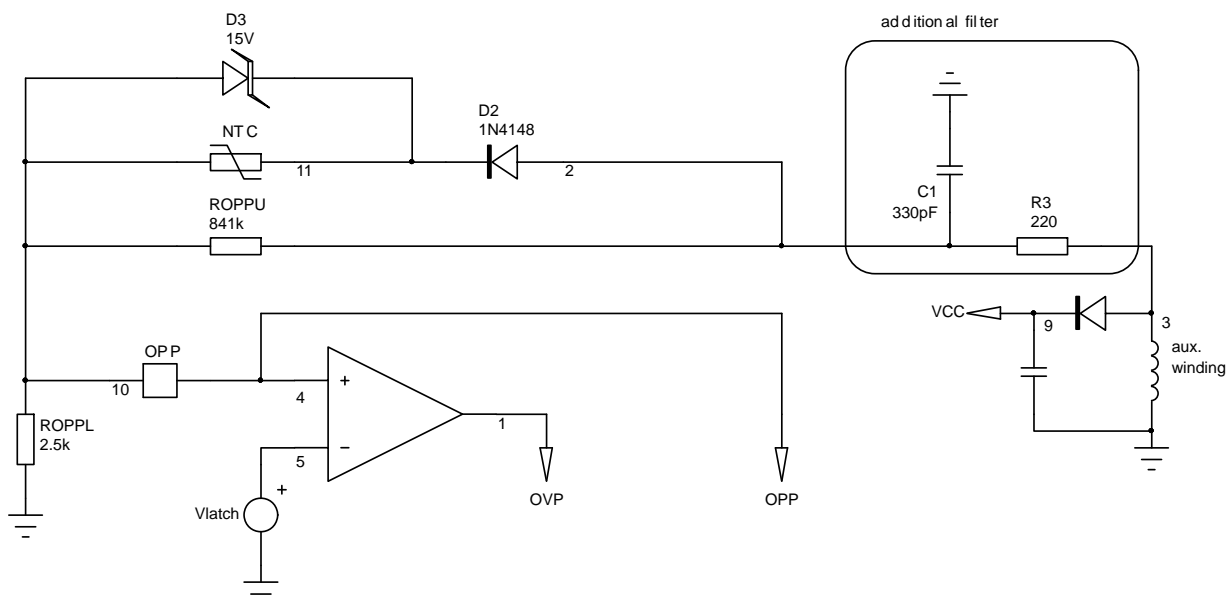 D3
15V
additional filter
D2
1N4148
NTC
11
2
C1
330pF
R3
220
ROPPU
841k
VCC
9
3
aux.
winding
OPP
10
4
+
1
ROPPL
2.5k
5
−
+
Vlatch
OVP
OPP